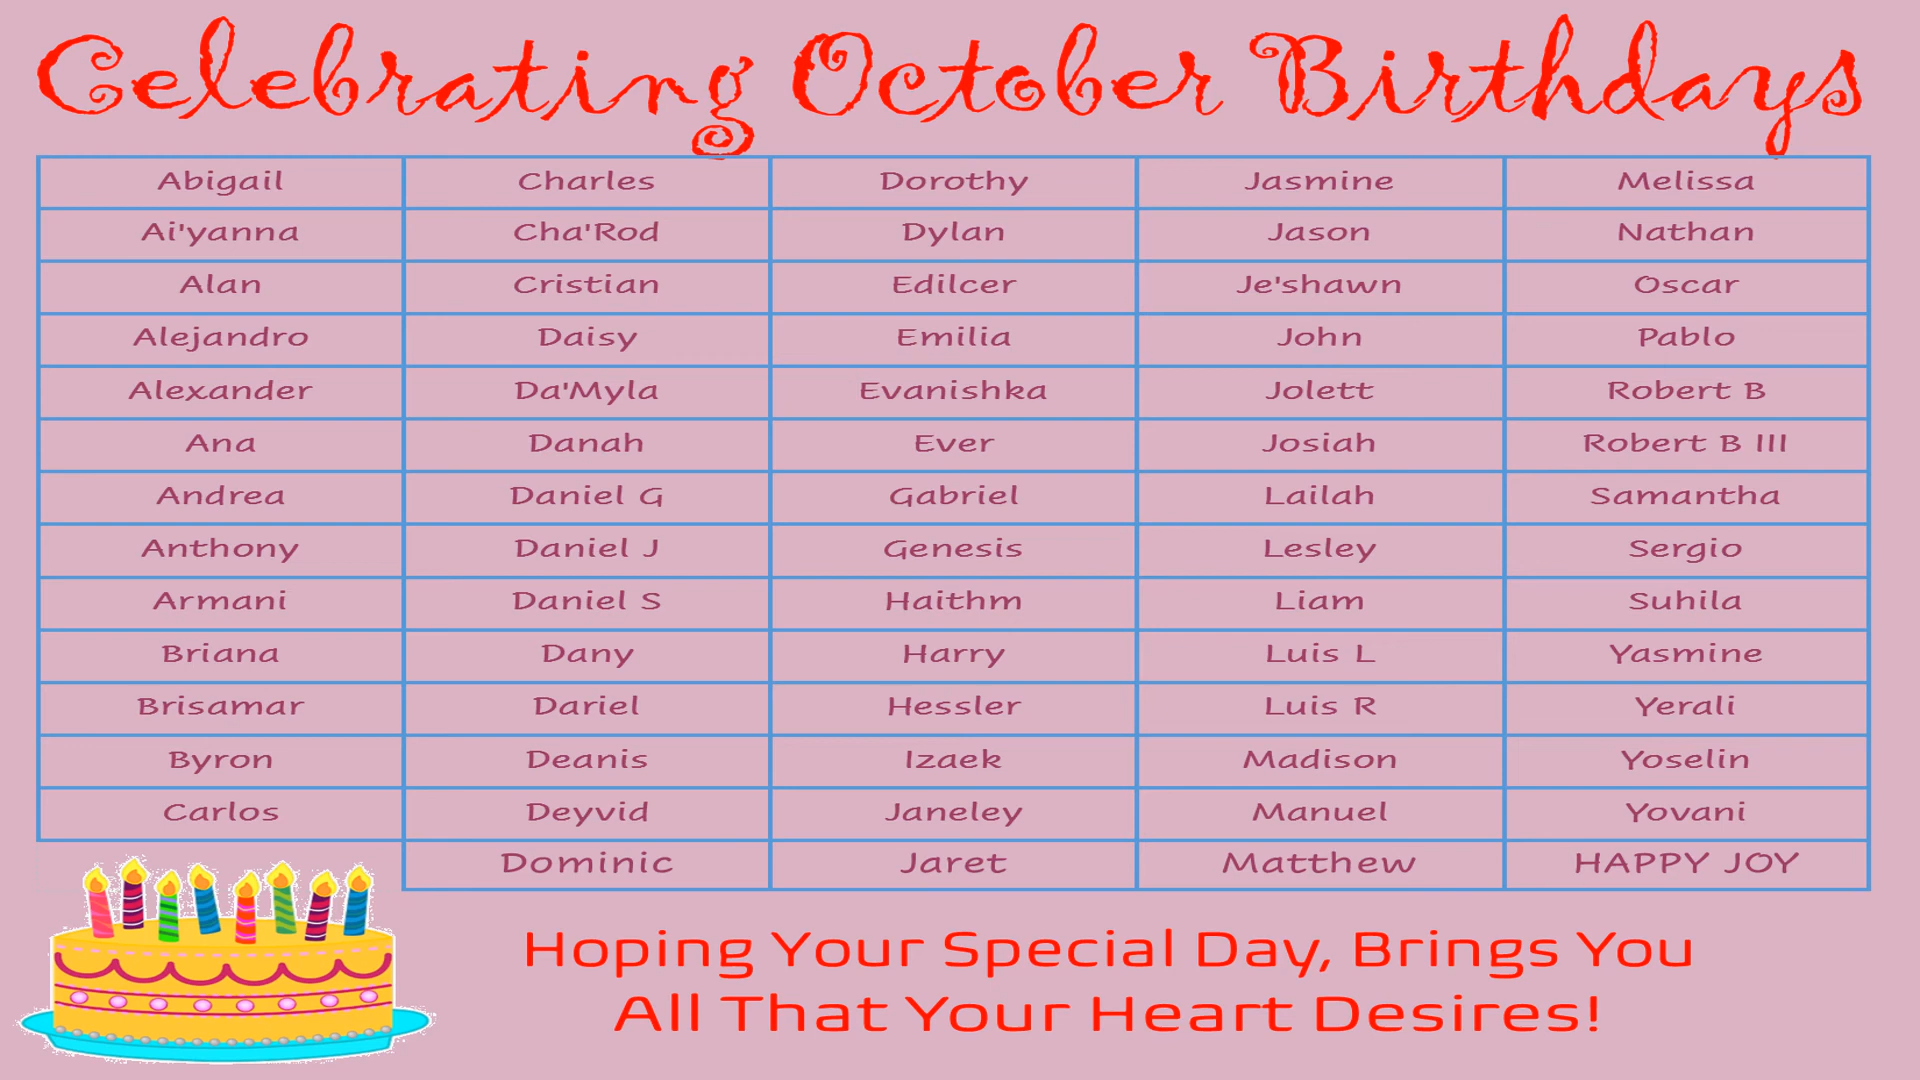 Celebrating October Birthdays
Abigail Charles Dorothy Jasmine Melissa
Ai'yanna Cha'Rod Dylan Jason Nathan
Alan Cristian Edilcer Je'shawn Oscar
Alejandro Daisy Emilia John Pablo
Alexander Da'Myla Evanishka Jolett Robert B
Ana Danah Ever Josiah Robert B III
Andrea Daniel G Gabriel Lailah Samantha
Anthony Daniel J Genesis Lesley Sergio
Armani Daniel S Haithm Liam Suhila
Briana Dany Harry Luis L Yasmine
Brisamar Dariel Hessler Luis R Yerali
Byron Deanis Izaek Madison Yoselin
Carlos Deyvid Janeley Manuel Yovani
Dominic Jaret Matthew HAPPY JOY
Hoping Your Special Day, Brings You
All That Your Heart Desires!